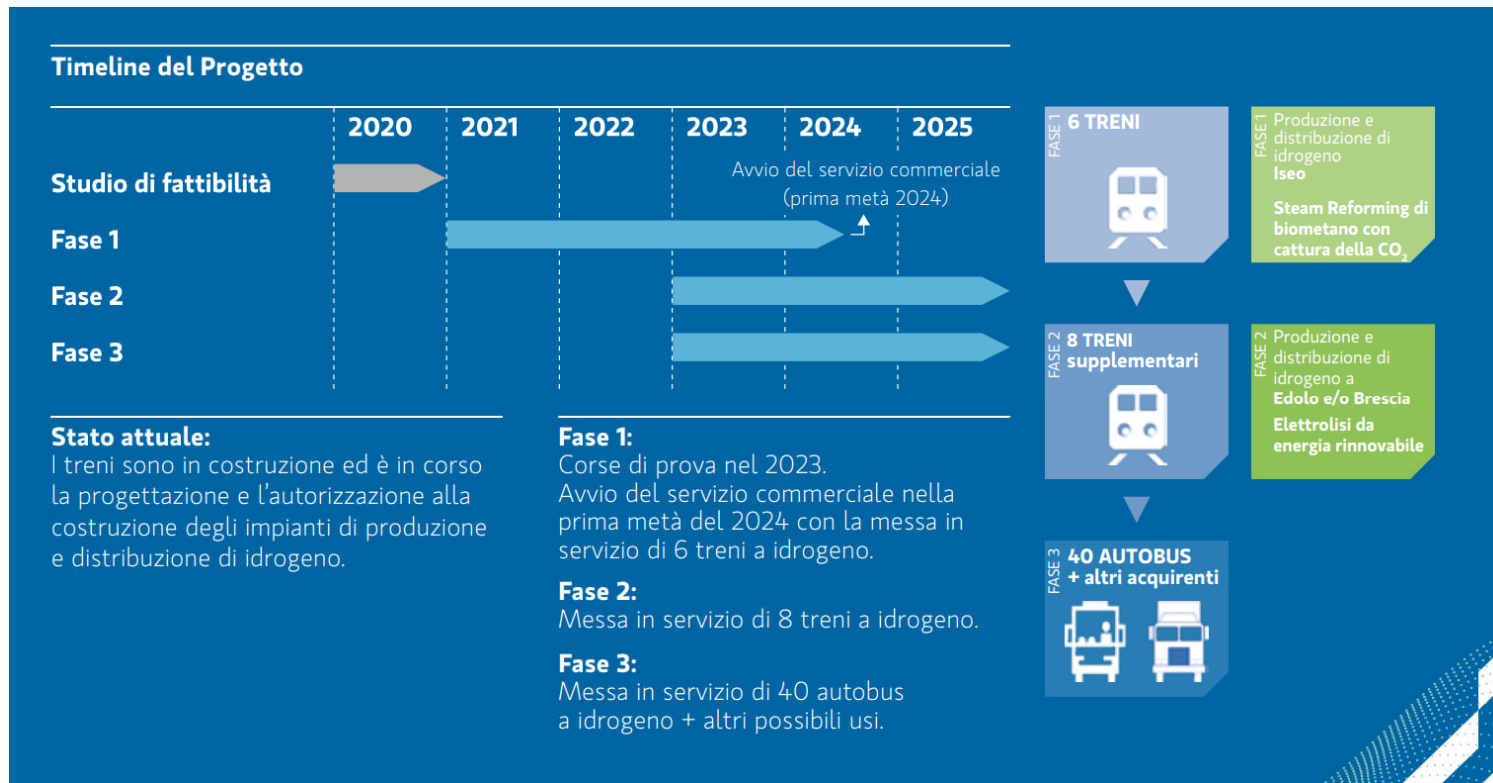 Timeline del Progetto
2020 2021 2022 2023 2024 2025
Studio di fattibilità
Avvio del servizio commerciale
(prima metà 2024)
Fase 1
Fase 2
Fase 3
Stato attuale:
I treni sono in costruzione ed è in corso
la progettazione e l’autorizzazione alla
costruzione degli impianti di produzione
e distribuzione di idrogeno.
Fase 1:
Corse di prova nel 2023.
Avvio del servizio commerciale nella
prima metà del 2024 con la messa in
servizio di 6 treni a idrogeno.
Fase 2:
Messa in servizio di 8 treni a idrogeno.
Fase 3:
Messa in servizio di 40 autobus
a idrogeno + altri possibili usi.
FASE 1
6 TRENI
FASE 1
Produzione e
distribuzione di
idrogeno
Iseo
Steam Reforming di
biometano con
cattura della CO₂
FASE 2
8 TRENI
supplementari
FASE 2
Produzione e
distribuzione di
idrogeno a
Edolo e/o Brescia
Elettrolisi da
energia rinnovabile
FASE 3
40 AUTOBUS
+ altri acquirenti